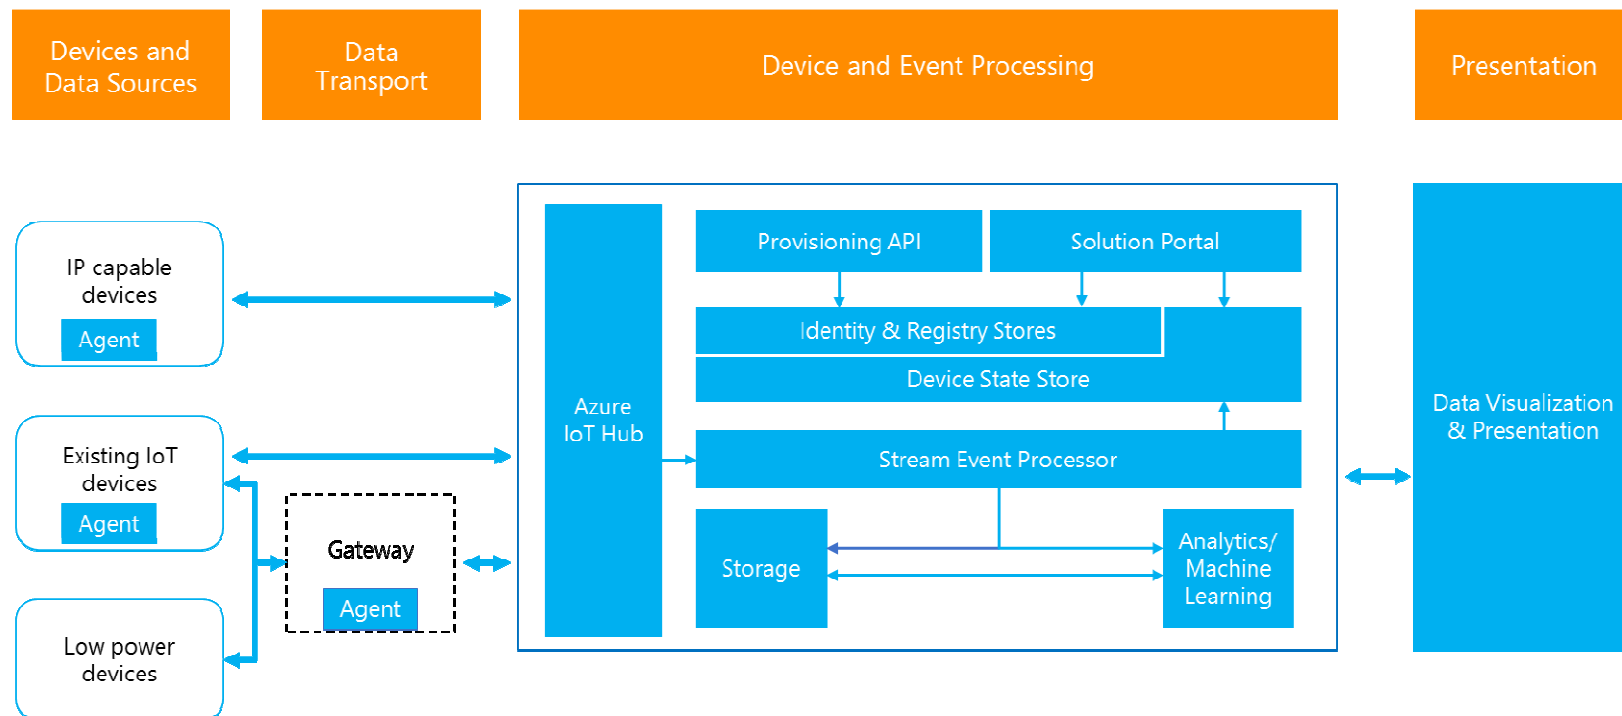 Devices and
Data Sources
Data
Transport
Device and Event Processing
Presentation
IP capable
devices
Agent
Existing IoT
devices
Agent
Low power
devices
Gateway
Agent
Azure
IoT Hub
Provisioning API
Solution Portal
Identity & Registry Stores
Device State Store
Stream Event Processor
Storage
Analytics/
Machine
Learning
Data Visualization
& Presentation